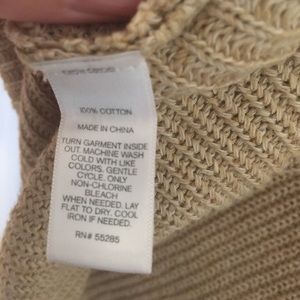 100% COTTON
MADE IN CHINA
TURN GARMENT INSIDE
OUT. MACHINE WASH
COLD WITH LIKE
COLORS. GENTLE
CYCLE. ONLY
NON-CHLORINE
BLEACH
WHEN NEEDED. LAY
FLAT TO DRY. COOL
IRON IF NEEDED.
RN# 55285